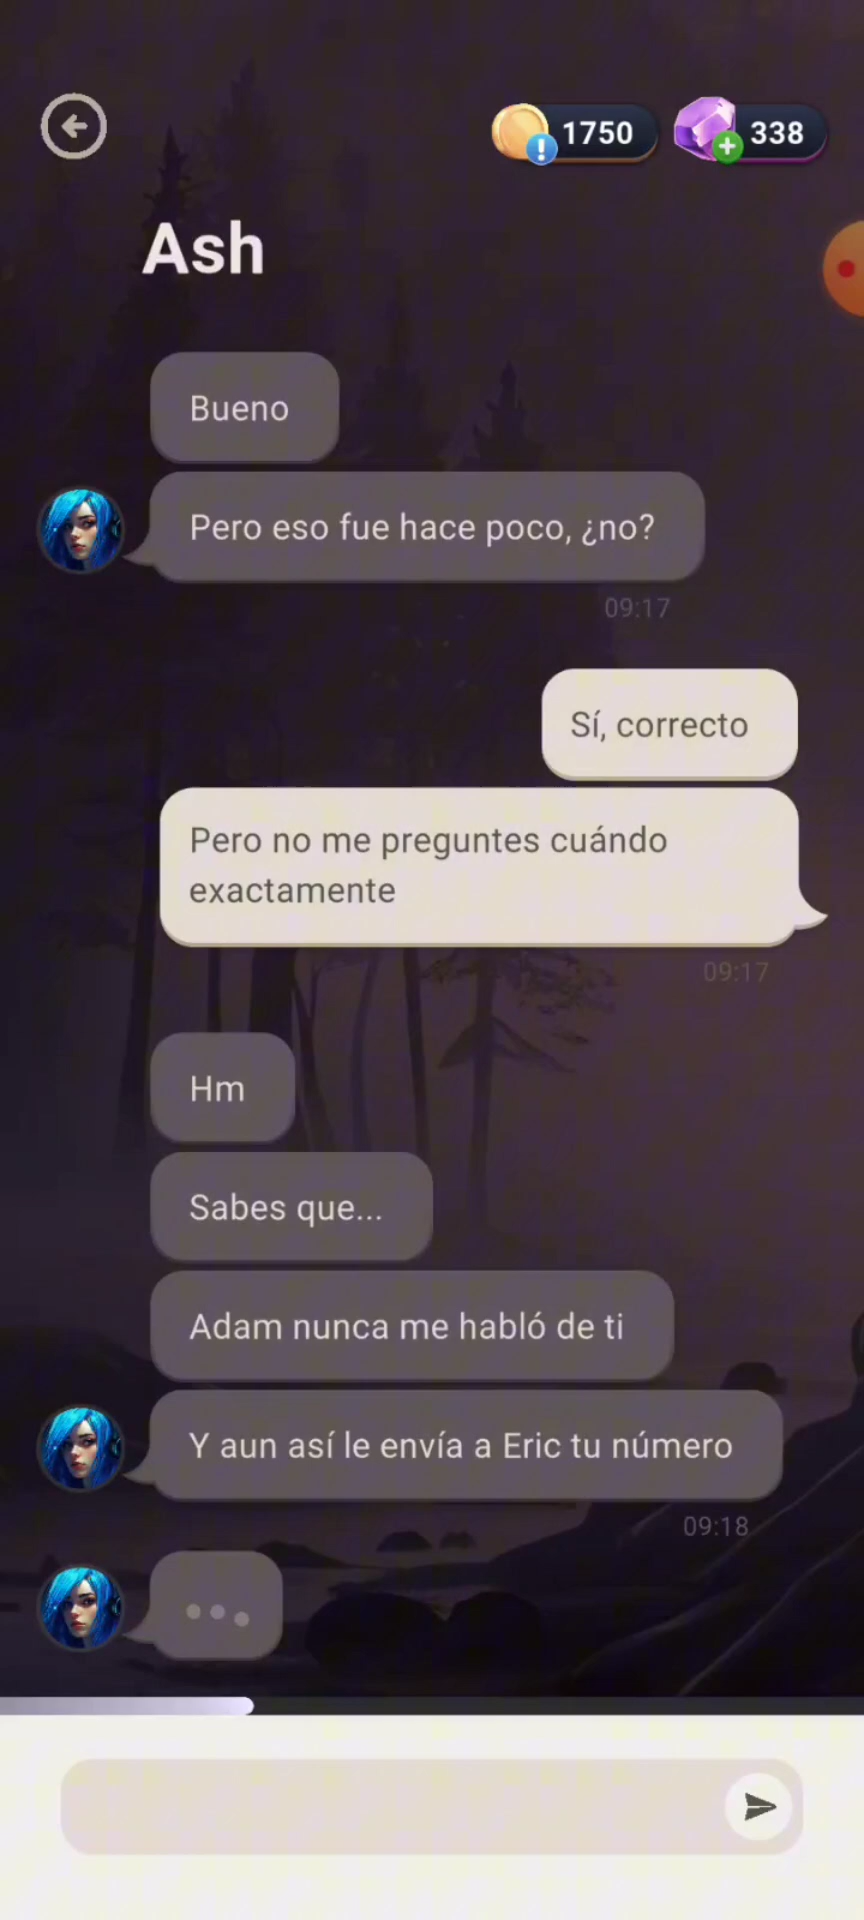 1750
338
Ash
Bueno
Pero eso fue hace poco, ¿no?
09:17
Sí, correcto
Pero no me preguntes cuándo
exactamente
09:17
Hm
Sabes que...
Adam nunca me habló de ti
Y aun así le envía a Eric tu número
09:18